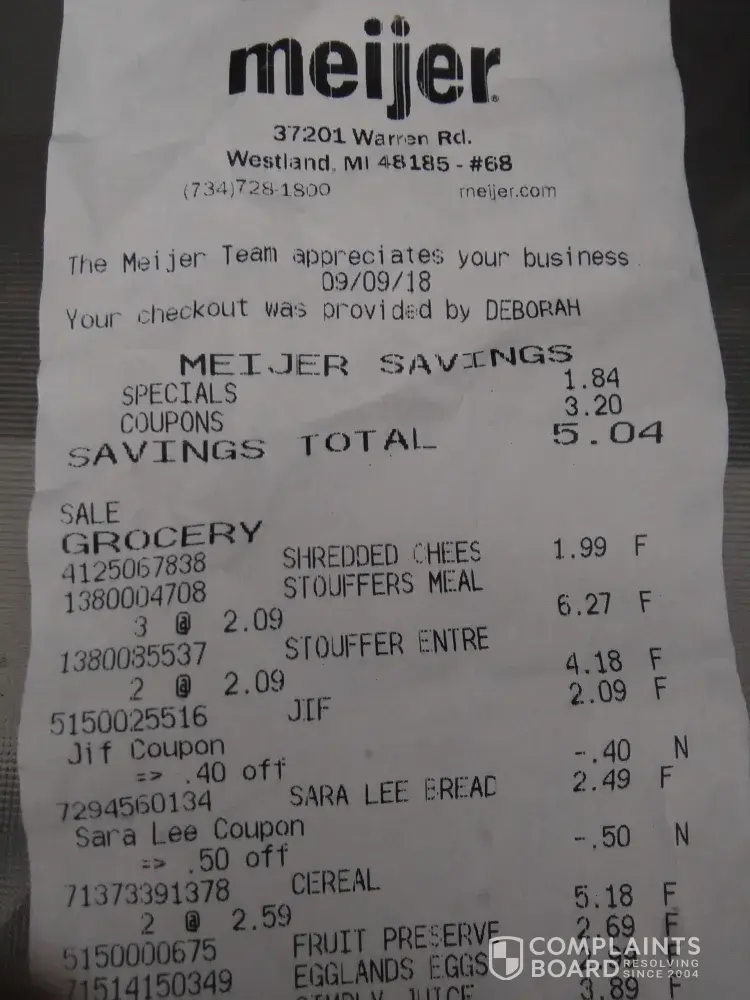 meijer
37201 Warren Rd.
Westland, MI 48185 - #68
(734)728-1800 meijer.com
The Meijer Team appreciates your business.
09/09/18
Your checkout was provided by DEBORAH
MEIJER SAVINGS
SPECIALS 1.84
COUPONS 3.20
SAVINGS TOTAL 5.04
SALE
GROCERY
4125067838 SHREDDED CHEES 1.99 F
1380004708 STOUFFERS MEAL
3 @ 2.09 6.27 F
1380085537 STOUFFER ENTRE
2 @ 2.09 4.18 F
5150025516 JIF 2.09 F
Jif Coupon
=> .40 off -.40 N
7294560134 SARA LEE BREAD 2.49 F
Sara Lee Coupon
=> .50 off -.50 N
71373391378 CEREAL
2 @ 2.59 5.18 F
5150000675 FRUIT PRESERVE 2.69 F
71514150349 EGGLANDS EGGS
SIMPLY JUICE 3.89 F
COMPLAINTS
BOARD
RESOLVING
SINCE 2004